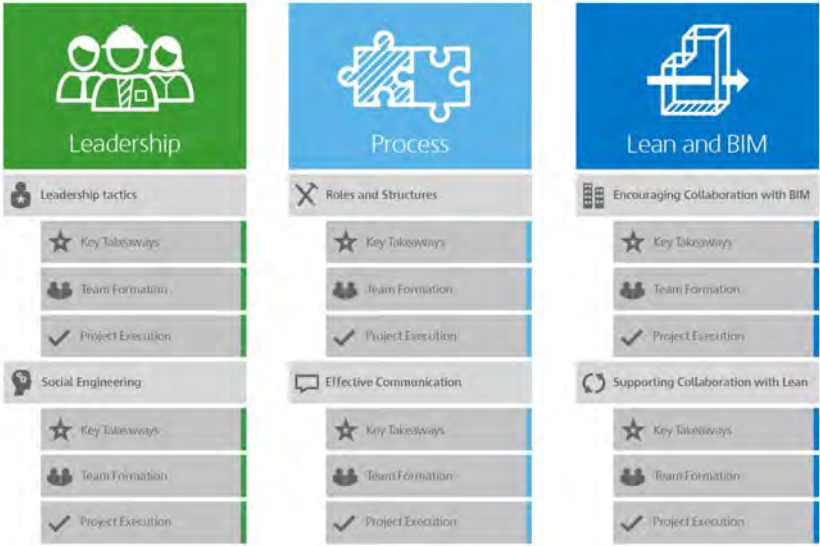 Leadership
Leadership tactics
Key Takeaways
Team Formation
Project Execution
Social Engineering
Key Takeaways
Team Formation
Project Execution
Process
Roles and Structures
Key Takeaways
Team Formation
Project Execution
Effective Communication
Key Takeaways
Team Formation
Project Execution
Lean and BIM
Encouraging Collaboration with BIM
Key Takeaways
Team Formation
Project Execution
Supporting Collaboration with Lean
Key Takeaways
Team Formation
Project Execution